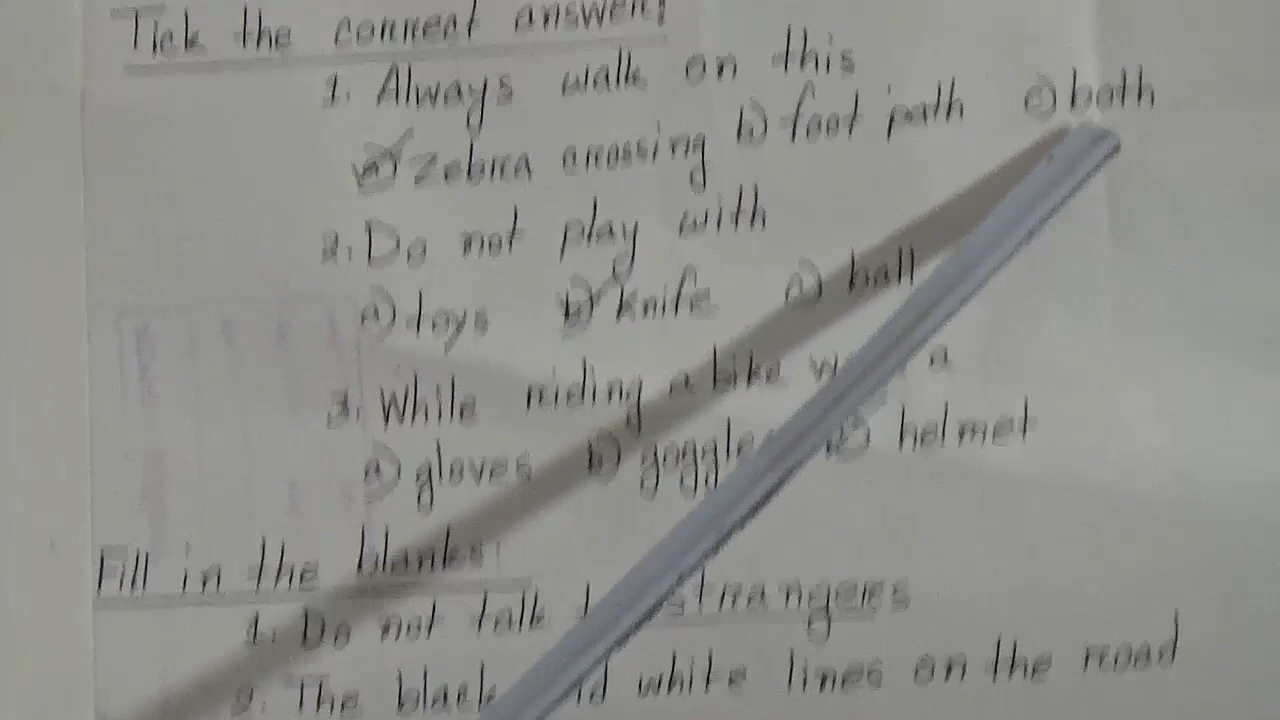 Tick the correct answer:
1. Always walk on this
a) zebra crossing b) foot path c) both
2. Do not play with
a) toys b) knife c) ball
3. While riding a bike a
a) gloves b) goggle c) helmet
Fill in the blanks:
1. Do not talk strangers
2. The black white lines on the road